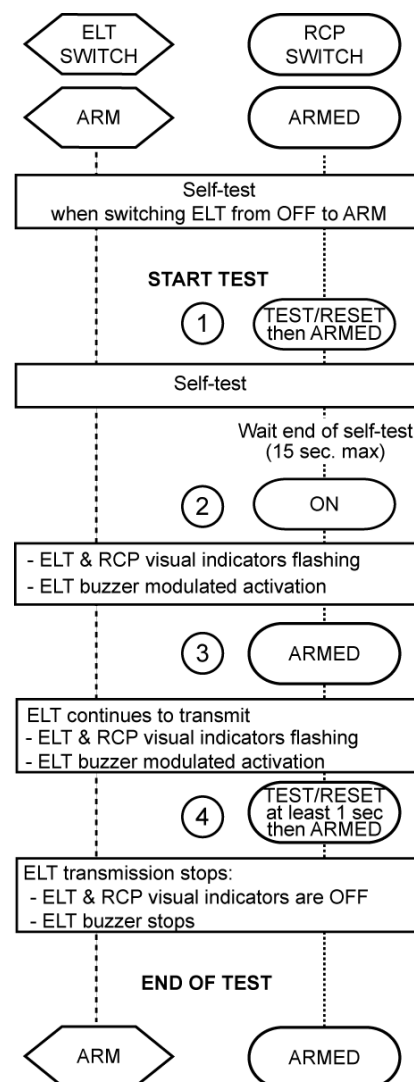 ELT
SWITCH
RCP
SWITCH
ARM
ARMED
Self-test
when switching ELT from OFF to ARM
START TEST
1
TEST/RESET
then ARMED
Self-test
Wait end of self-test
(15 sec. max)
2
ON
- ELT & RCP visual indicators flashing
- ELT buzzer modulated activation
3
ARMED
ELT continues to transmit
- ELT & RCP visual indicators flashing
- ELT buzzer modulated activation
4
TEST/RESET
at least 1 sec
then ARMED
ELT transmission stops:
- ELT & RCP visual indicators are OFF
- ELT buzzer stops
END OF TEST
ARM
ARMED